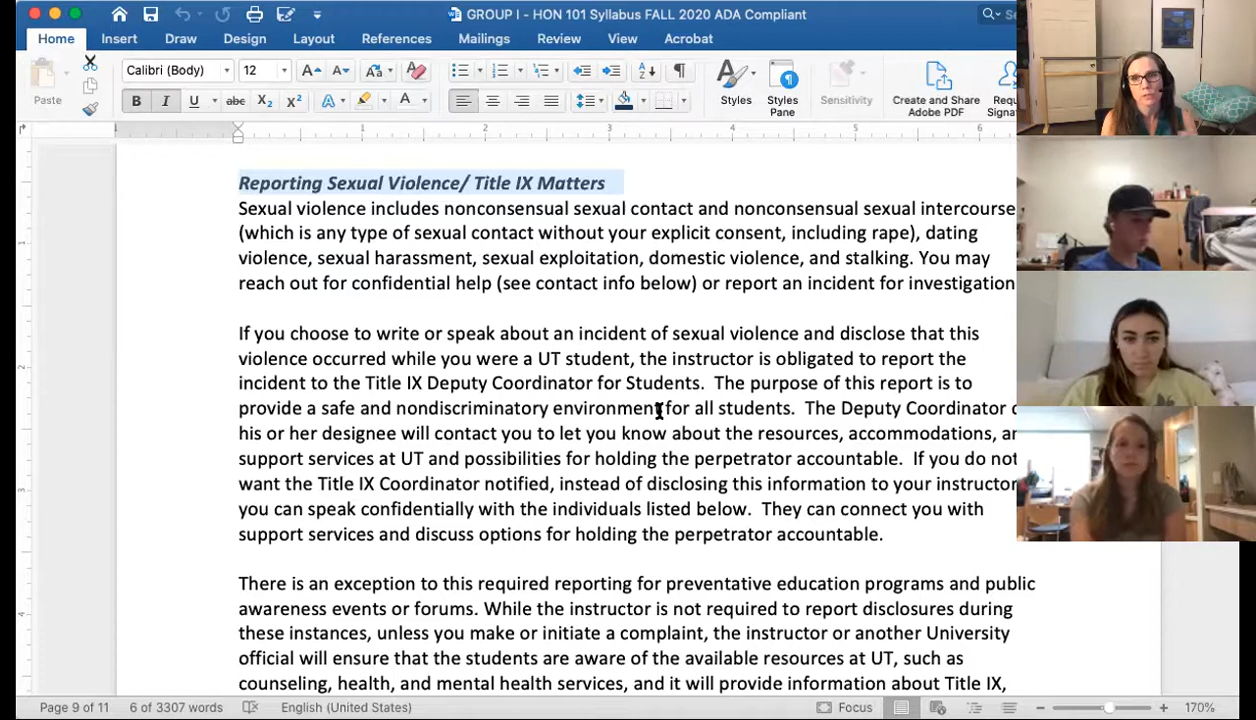 GROUP I - HON 101 Syllabus FALL 2020 ADA Compliant
Home Insert Draw Design Layout References Mailings Review View Acrobat
Paste
Calibri (Body) 12
B I U abc X2 X2 A A
Styles
Styles Pane
Sensitivity
Create and Share Adobe PDF
1 1 2 3 4 5 6
Reporting Sexual Violence/ Title IX Matters
Sexual violence includes nonconsensual sexual contact and nonconsensual sexual intercourse
(which is any type of sexual contact without your explicit consent, including rape), dating
violence, sexual harassment, sexual exploitation, domestic violence, and stalking. You may
reach out for confidential help (see contact info below) or report an incident for investigation
If you choose to write or speak about an incident of sexual violence and disclose that this
violence occurred while you were a UT student, the instructor is obligated to report the
incident to the Title IX Deputy Coordinator for Students.  The purpose of this report is to
provide a safe and nondiscriminatory environment for all students.  The Deputy Coordinator
his or her designee will contact you to let you know about the resources, accommodations,
support services at UT and possibilities for holding the perpetrator accountable.  If you do not
want the Title IX Coordinator notified, instead of disclosing this information to your instructor
you can speak confidentially with the individuals listed below.  They can connect you with
support services and discuss options for holding the perpetrator accountable.
There is an exception to this required reporting for preventative education programs and public
awareness events or forums. While the instructor is not required to report disclosures during
these instances, unless you make or initiate a complaint, the instructor or another University
official will ensure that the students are aware of the available resources at UT, such as
counseling, health, and mental health services, and it will provide information about Title IX,
Page 9 of 11 6 of 3307 words English (United States) Focus 170%